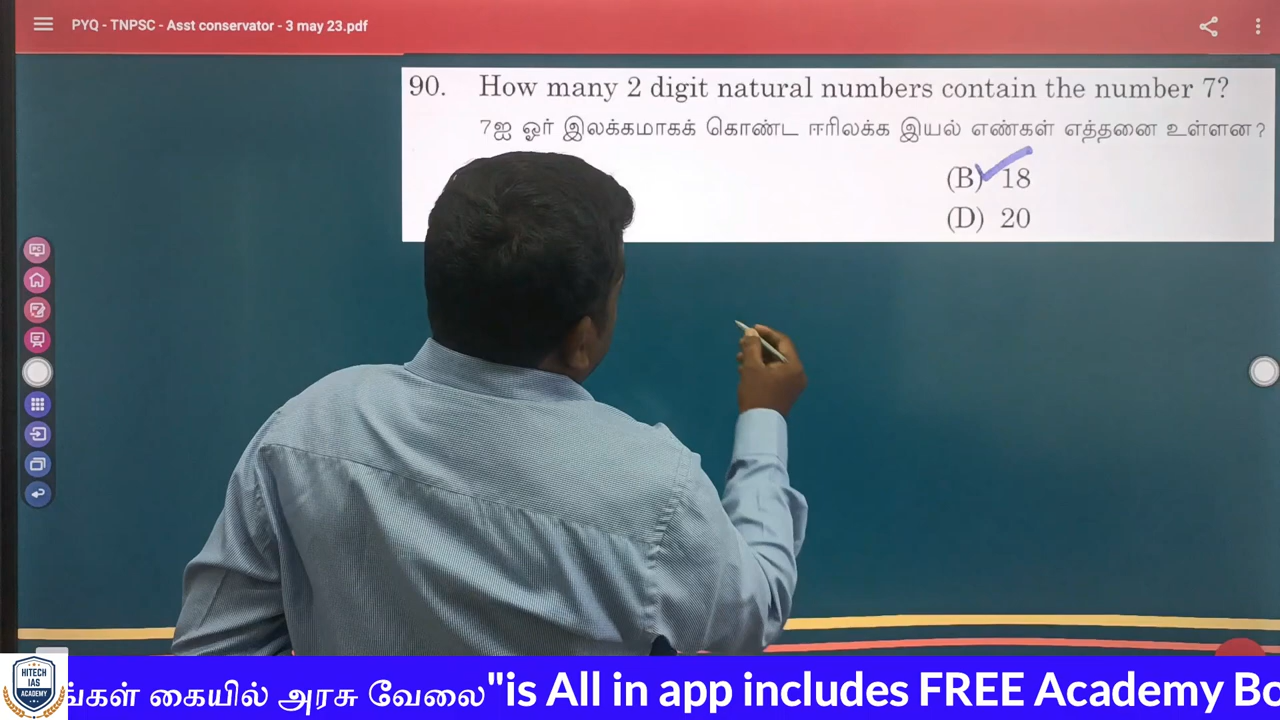 PYQ - TNPSC - Asst conservator - 3 may 23.pdf
90. How many 2 digit natural numbers contain the number 7?
7ஐ ஓர் இலக்கமாகக் கொண்ட ஈரிலக்க இயல் எண்கள் எத்தனை உள்ளன?
(B) 18
(D) 20
PC
HITECH
IAS
ACADEMY
கையில் அரசு வேலை"is All in app includes FREE Academy